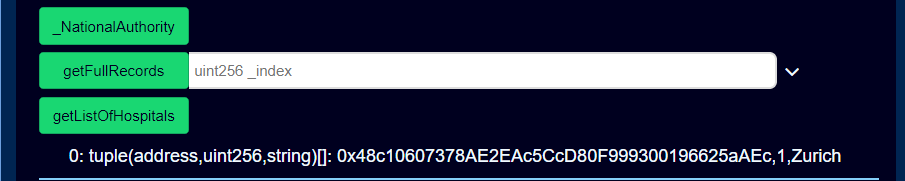 _NationalAuthority
getFullRecords uint256 _index
getListOfHospitals
0: tuple(address,uint256,string)[]: 0x48c10607378AE2EAc5CcD80F999300196625aAEc,1,Zurich